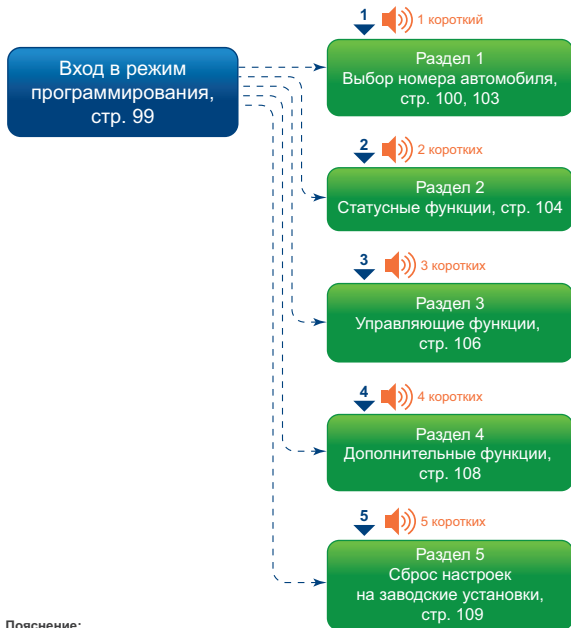 Вход в режим
программирования,
стр. 99
1 1 короткий
Раздел 1
Выбор номера автомобиля,
стр. 100, 103
2 2 коротких
Раздел 2
Статусные функции, стр. 104
3 3 коротких
Раздел 3
Управляющие функции,
стр. 106
4 4 коротких
Раздел 4
Дополнительные функции,
стр. 108
5 5 коротких
Раздел 5
Сброс настроек
на заводские установки,
стр. 109
Пояснение: